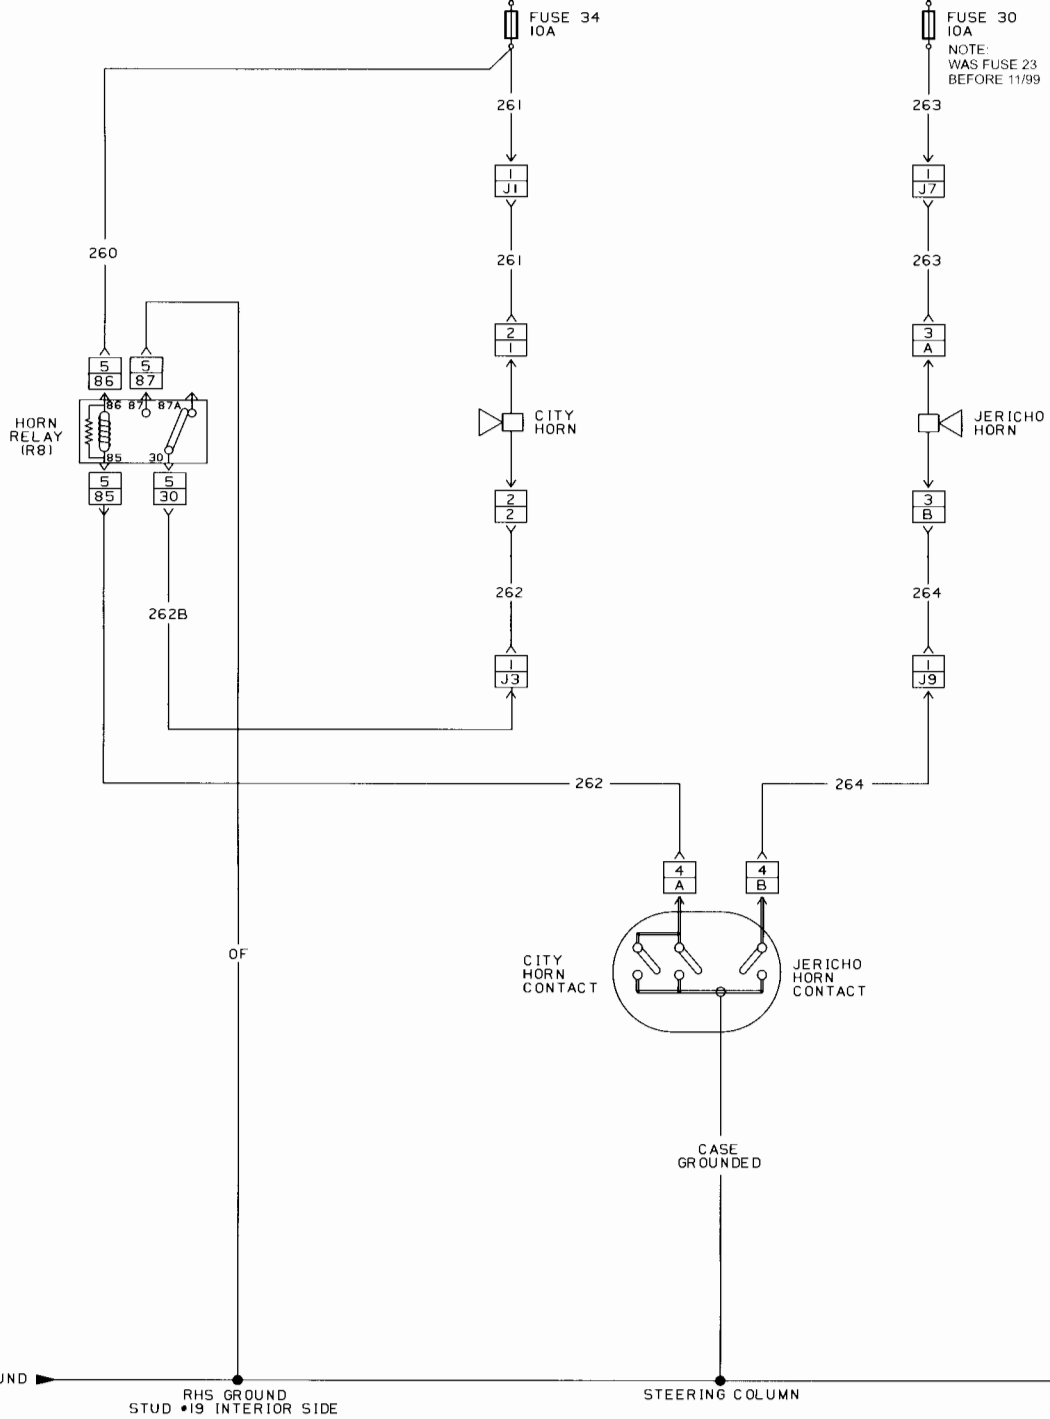 FUSE 34
10A
FUSE 30
10A
NOTE:
WAS FUSE 23
BEFORE 11/99
261
263
1
J1
1
J7
260
261
263
2
1
3
A
5
86
5
87
HORN
RELAY
(R8)
86 87 87A
85 30
CITY
HORN
JERICHO
HORN
5
85
5
30
2
2
3
B
262B
262
264
1
J3
1
J9
262
264
4
A
4
B
OF
CITY
HORN
CONTACT
JERICHO
HORN
CONTACT
CASE
GROUNDED
UND
RHS GROUND
STUD #19 INTERIOR SIDE
STEERING COLUMN